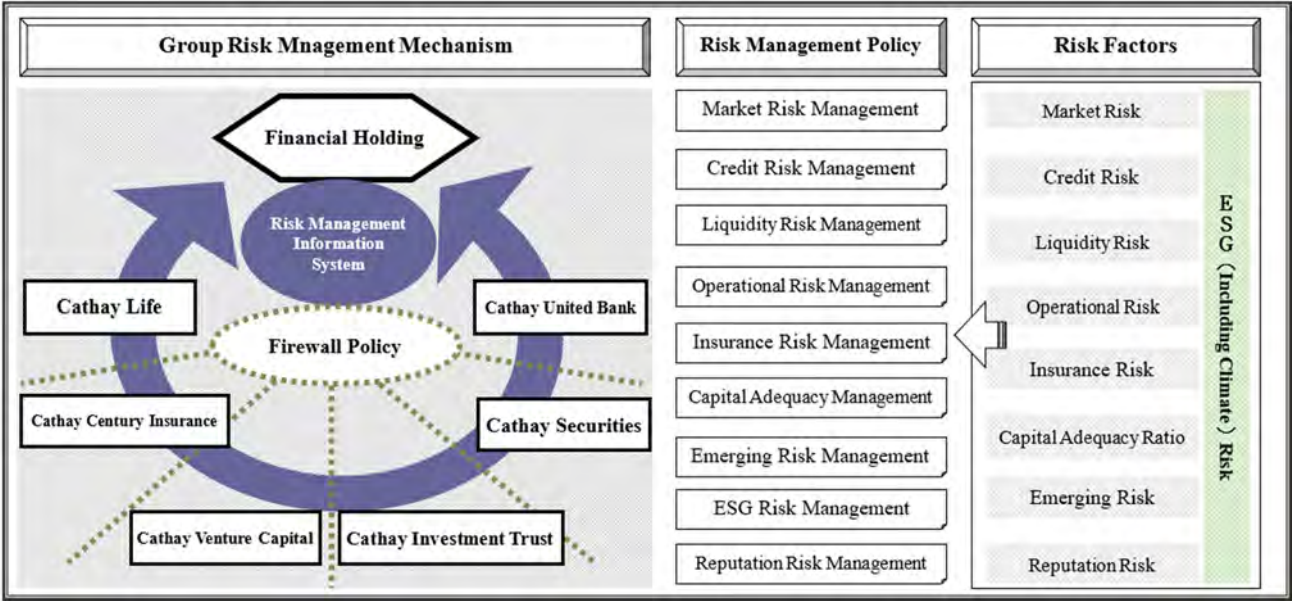 Group Risk Mnagement Mechanism
Financial Holding
Risk Management
Information
System
Cathay Life
Cathay United Bank
Firewall Policy
Cathay Century Insurance
Cathay Securities
Cathay Venture Capital
Cathay Investment Trust
Risk Management Policy
Market Risk Management
Credit Risk Management
Liquidity Risk Management
Operational Risk Management
Insurance Risk Management
Capital Adequacy Management
Emerging Risk Management
ESG Risk Management
Reputation Risk Management
Risk Factors
Market Risk
Credit Risk
Liquidity Risk
Operational Risk
Insurance Risk
Capital Adequacy Ratio
Emerging Risk
Reputation Risk
ESG（Including Climate）Risk